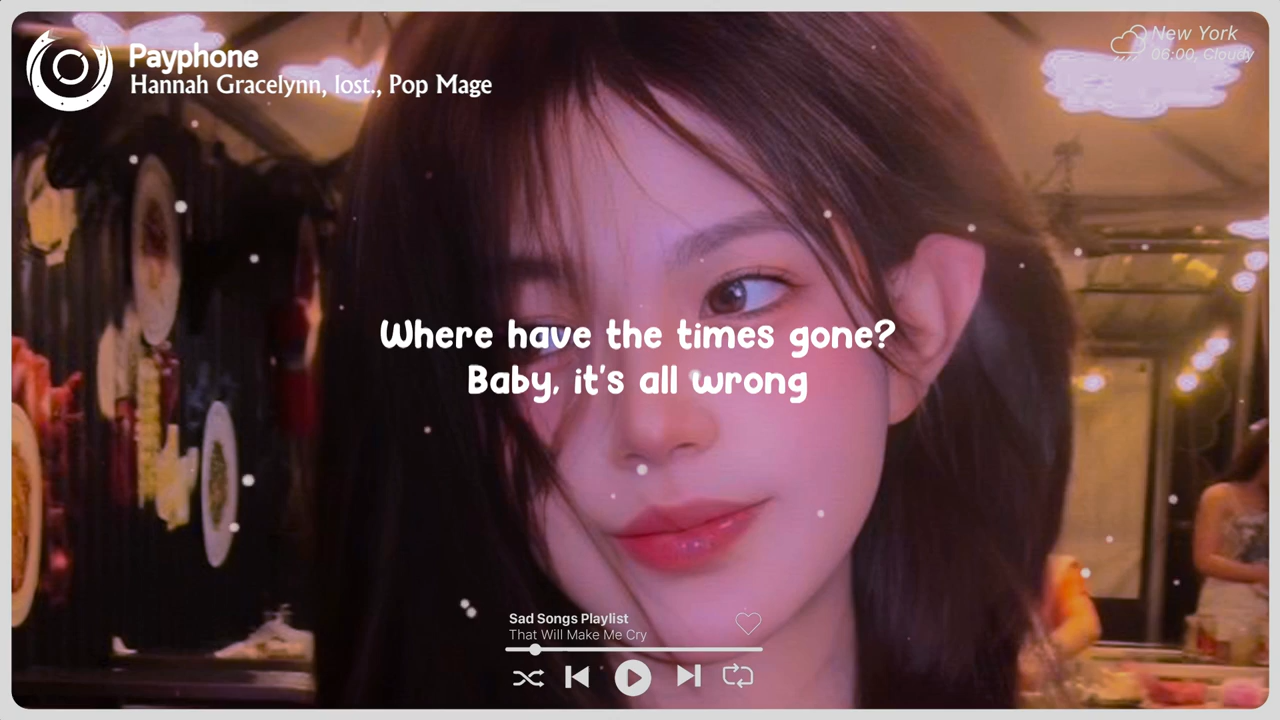 Payphone
Hannah Gracelynn, lost., Pop Mage
New York
06:00, Cloudy
Where have the times gone?
Baby, it's all wrong
Sad Songs Playlist
That Will Make Me Cry